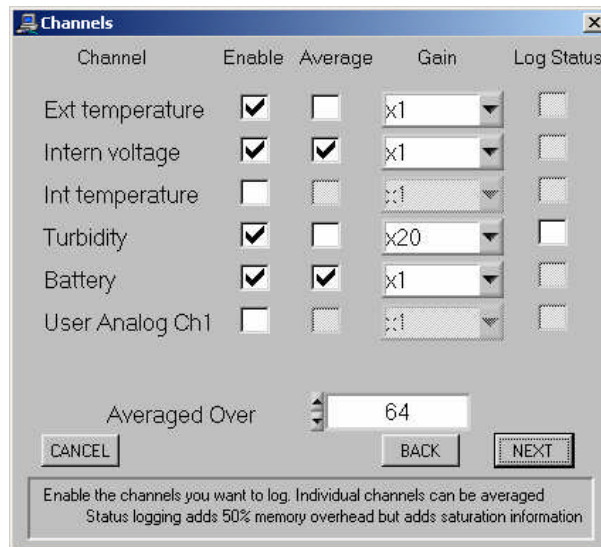 Channels
Channel Enable Average Gain Log Status
Ext temperature x1
Intern voltage x1
Int temperature x1
Turbidity x20
Battery x1
User Analog Ch1 x1
Averaged Over 64
CANCEL BACK NEXT
Enable the channels you want to log. Individual channels can be averaged
Status logging adds 50% memory overhead but adds saturation information